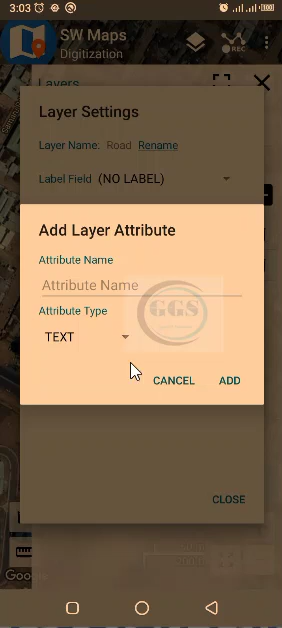 3:03
SW Maps
Digitization
REC
Layers
Layer Settings
Layer Name: Road Rename
Label Field (NO LABEL)
Add Layer Attribute
Attribute Name
Attribute Name
GGS
Attribute Type
TEXT
CANCEL ADD
CLOSE
Google